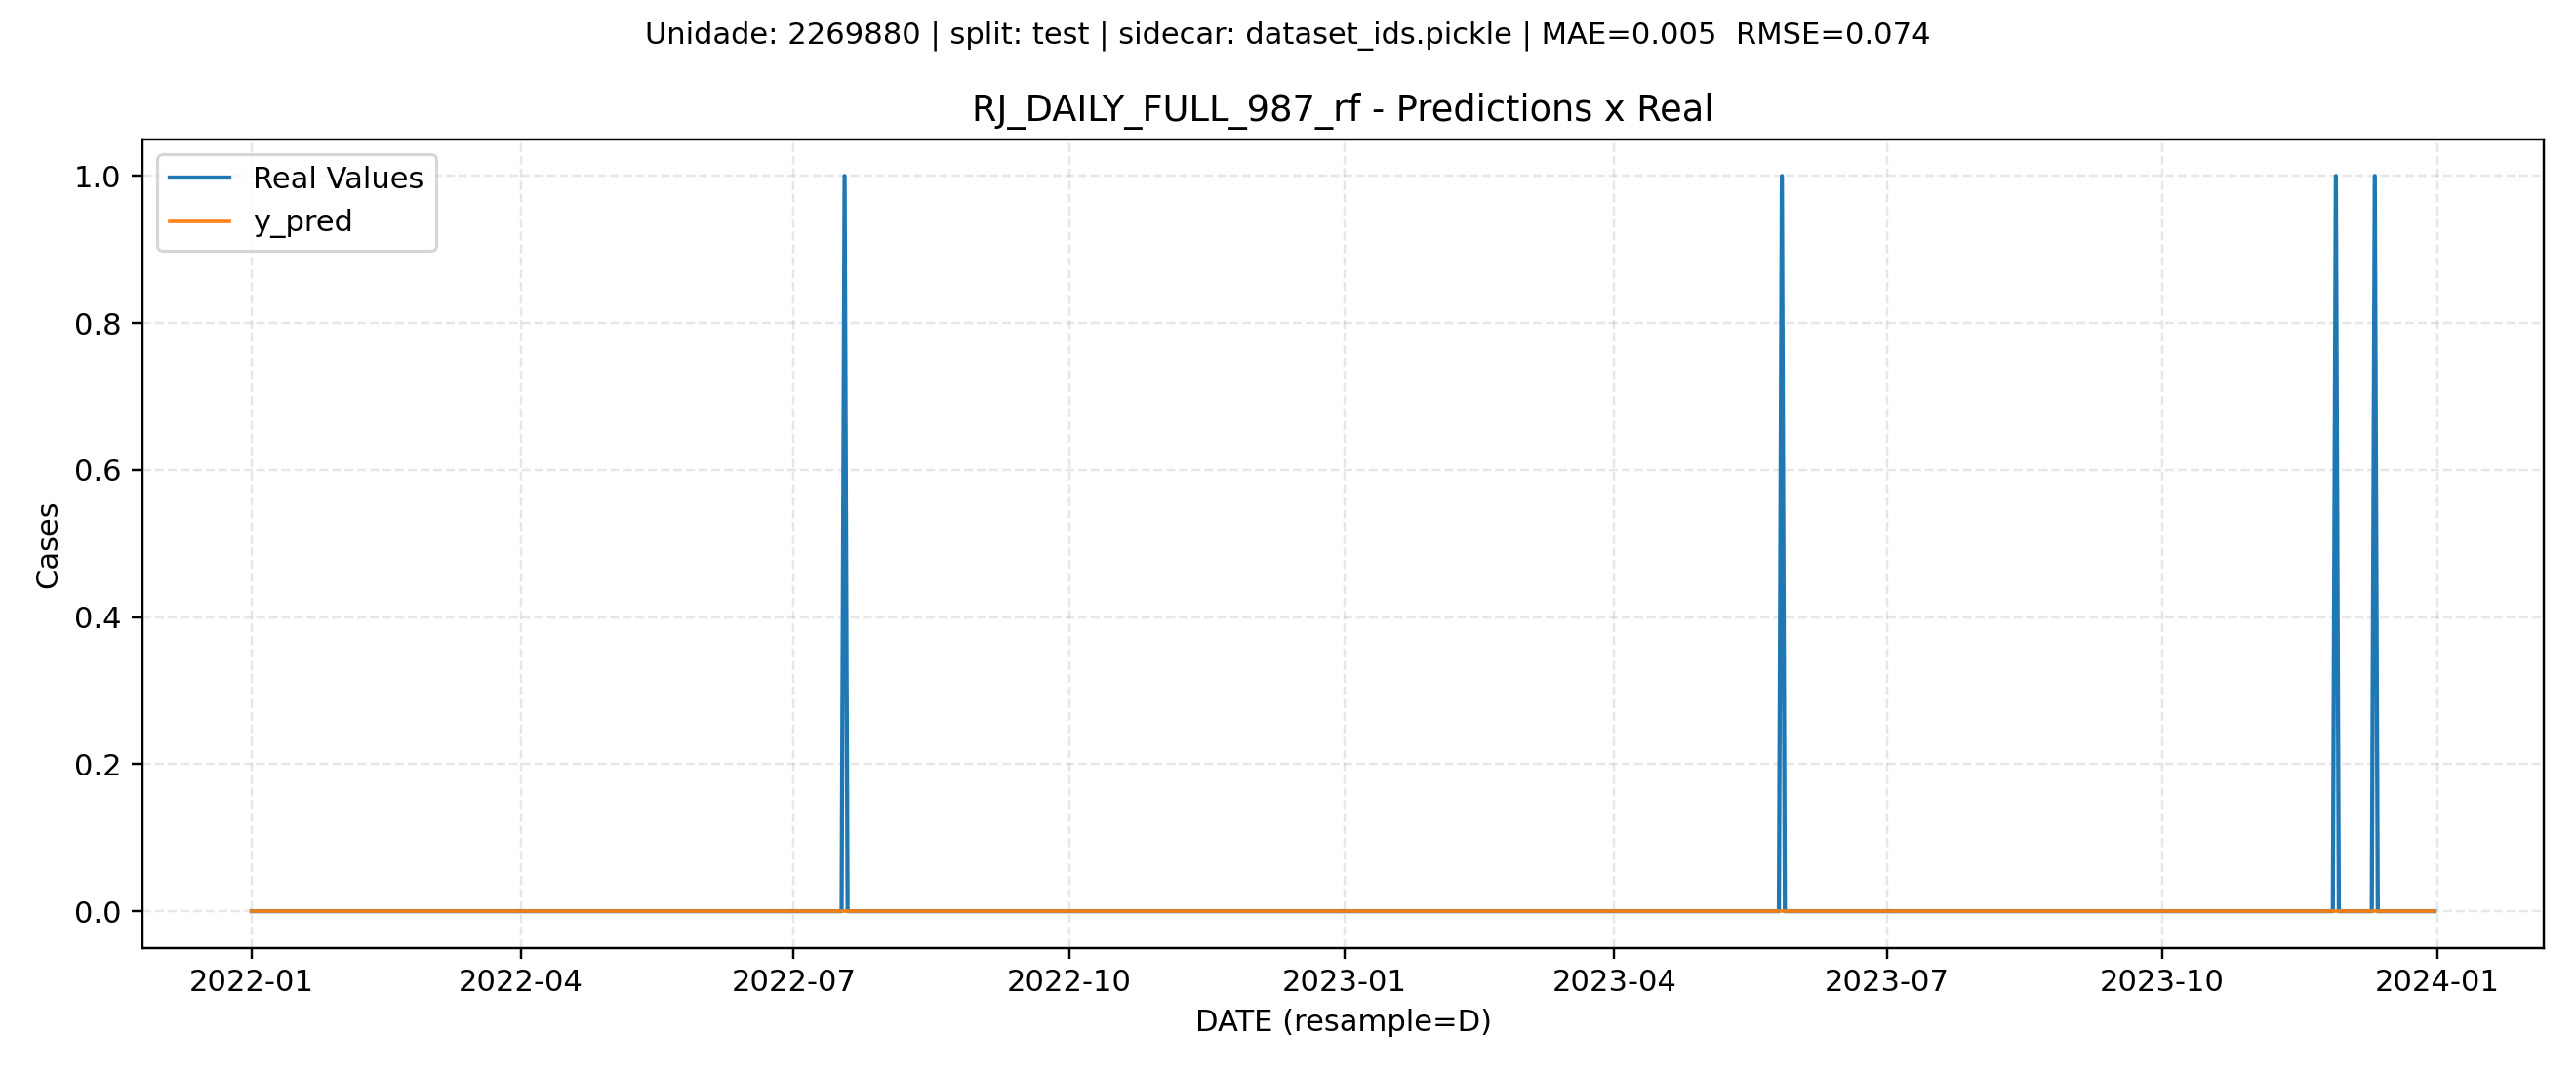 Unidade: 2269880 | split: test | sidecar: dataset_ids.pickle | MAE=0.005  RMSE=0.074
RJ_DAILY_FULL_987_rf - Predictions x Real
Real Values
y_pred
1.0
0.8
0.6
0.4
0.2
0.0
Cases
2022-01
2022-04
2022-07
2022-10
2023-01
2023-04
2023-07
2023-10
2024-01
DATE (resample=D)